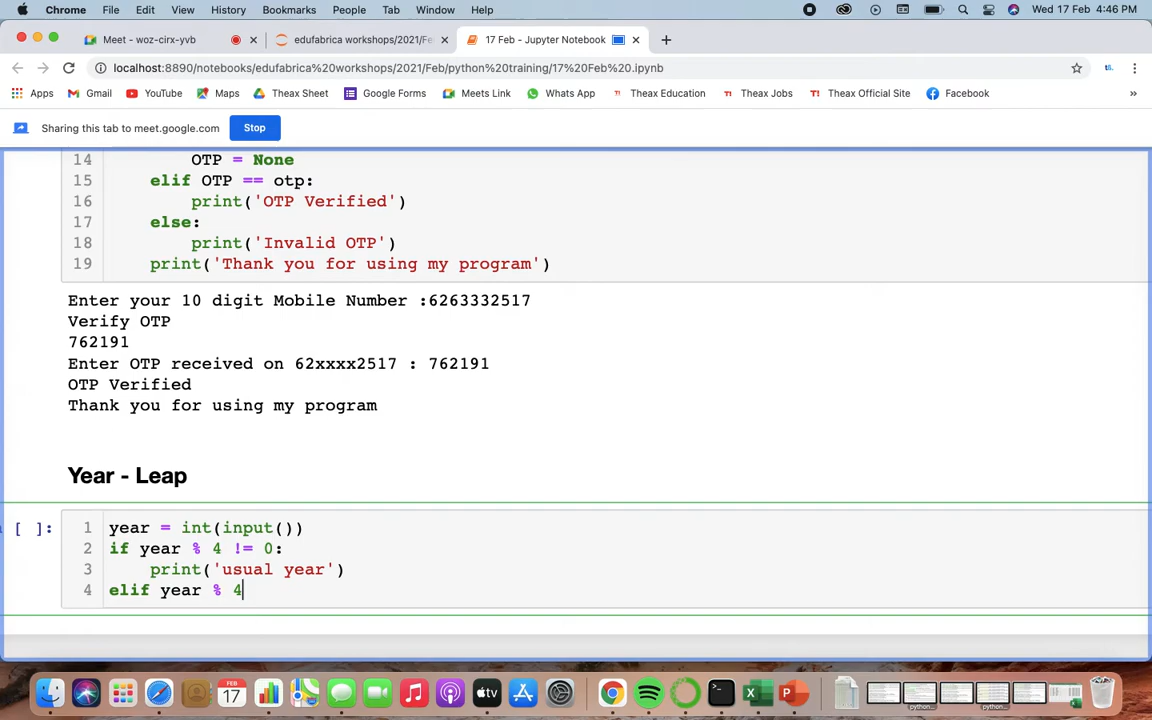 Chrome File Edit View History Bookmarks People Tab Window Help Wed 17 Feb 4:46 PM
Meet - woz-cirx-yvb edufabrica workshops/2021/Fe 17 Feb - Jupyter Notebook
localhost:8890/notebooks/edufabrica%20workshops/2021/Feb/python%20training/17%20Feb%20.ipynb
Apps Gmail YouTube Maps Theax Sheet Google Forms Meets Link Whats App Theax Education Theax Jobs Theax Official Site Facebook »
Sharing this tab to meet.google.com Stop
14 OTP = None
15 elif OTP == otp:
16 print('OTP Verified')
17 else:
18 print('Invalid OTP')
19 print('Thank you for using my program')
Enter your 10 digit Mobile Number :6263332517
Verify OTP
762191
Enter OTP received on 62xxxx2517 : 762191
OTP Verified
Thank you for using my program
Year - Leap
[ ]: 1 year = int(input())
2 if year % 4 != 0:
3 print('usual year')
4 elif year % 4
FEB
17